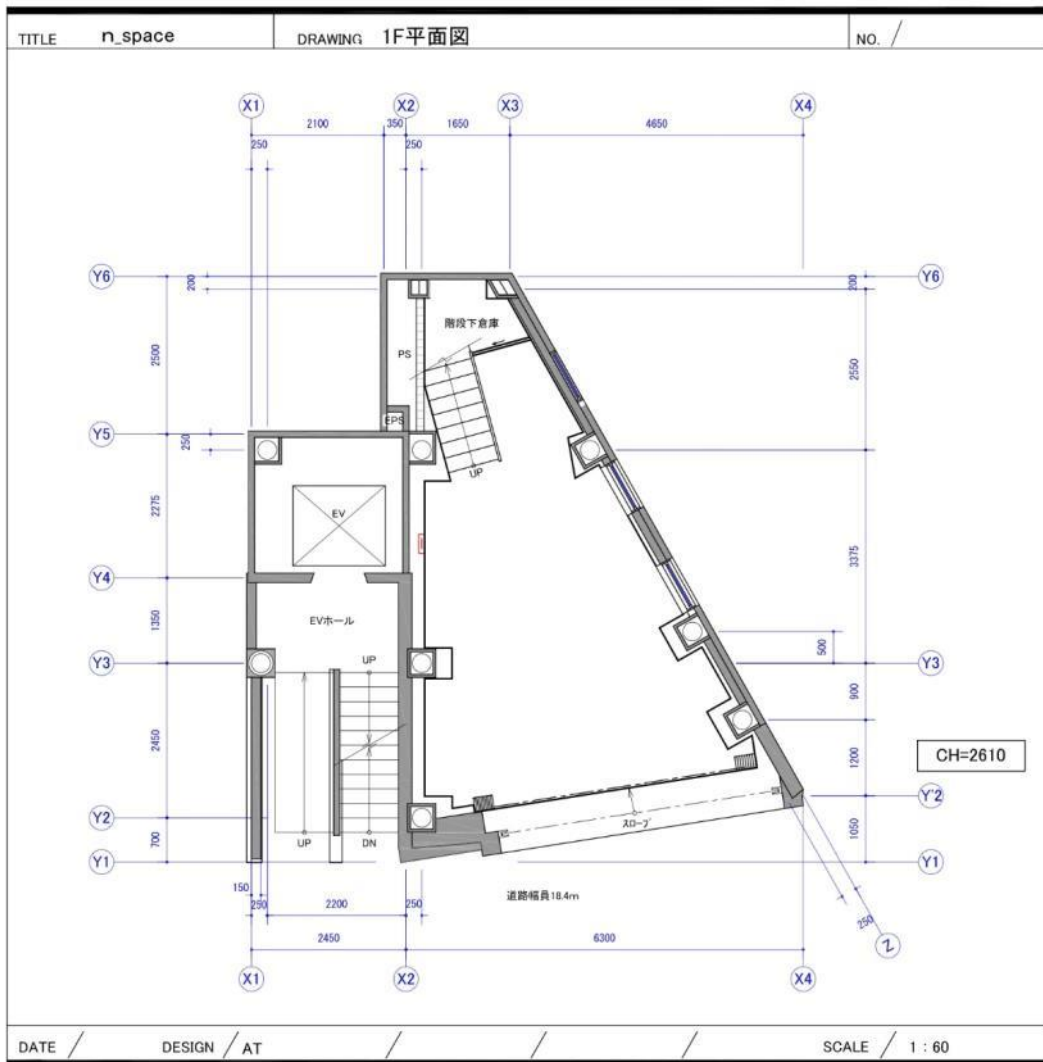 TITLE n_space DRAWING 1F平面図 NO.
X1 X2 X3 X4
2100 350 1650 4650
250 250
Y6 200 200 Y6
階段下倉庫
2500 PS 2550
EPS
Y5 250
UP
2275 EV
3375
Y4
1350 EVホール
500
Y3 UP Y3
900
2450 1200 CH=2610
Y2 Y'2
スロープ
700 UP DN 1050
Y1 Y1
150 道路幅員18.4m
250 2200 250 250
Z
2450 6300
X1 X2 X4
DATE DESIGN AT SCALE 1:60